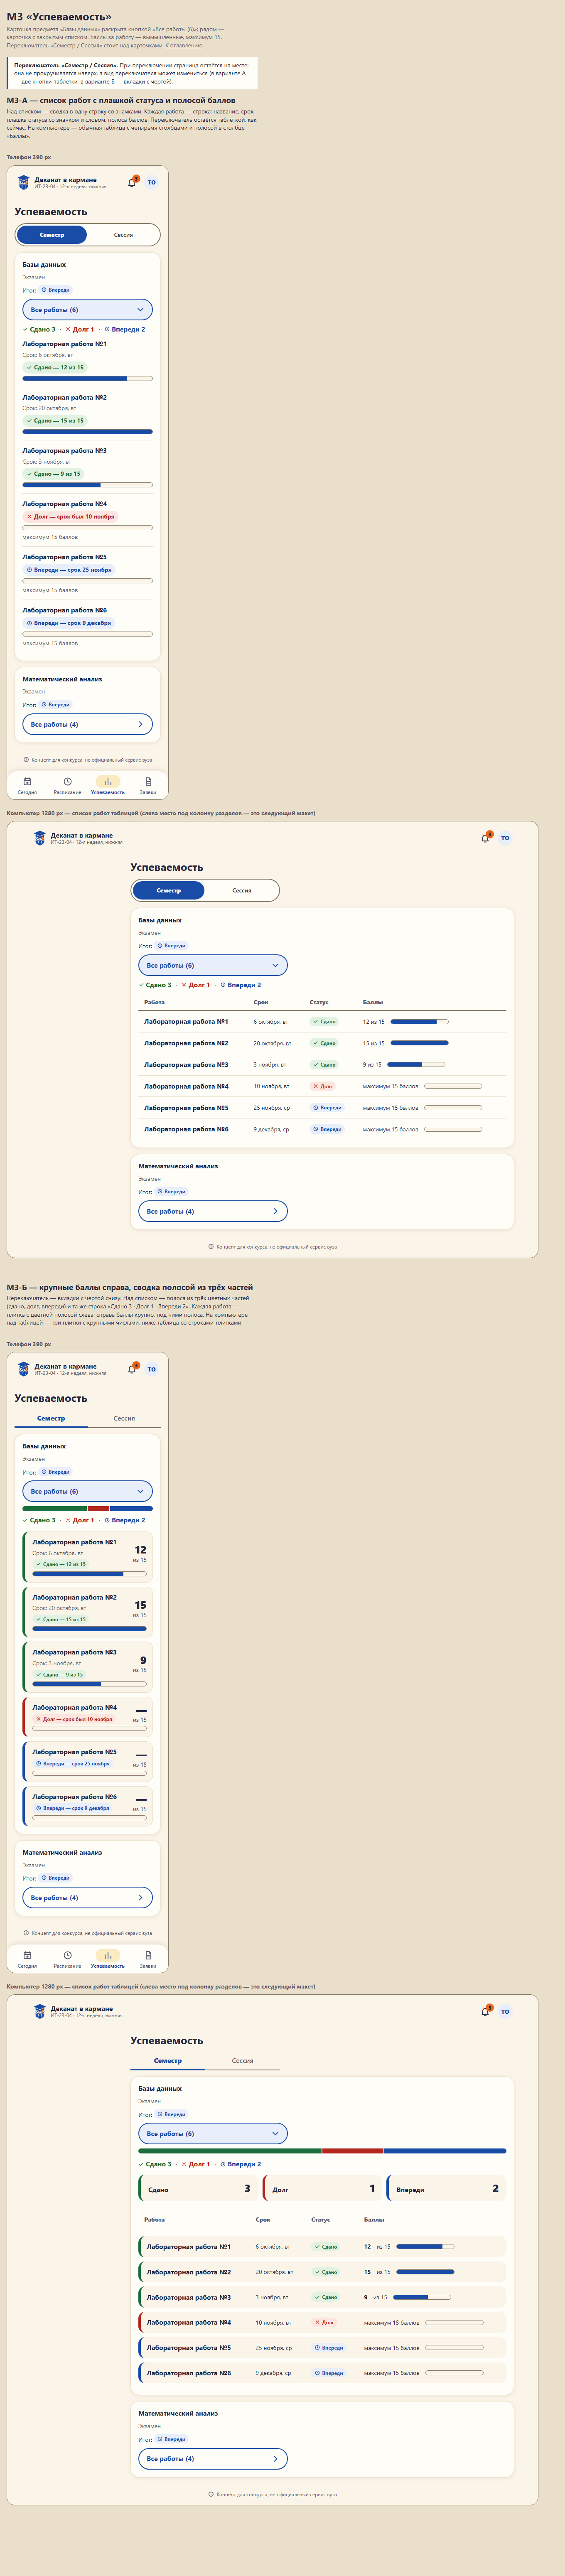 М3 «Успеваемость»
Карточка предмета «Базы данных» раскрыта кнопкой «Все работы (6)»; рядом —
карточка с закрытым списком. Баллы за работу — вымышленные, максимум 15.
Переключатель «Семестр / Сессия» стоит над карточками. К оглавлению
Переключатель «Семестр / Сессия». При переключении страница остаётся на месте:
она не прокручивается наверх, а вид переключателя может измениться (в варианте А
— две кнопки-таблетки, в варианте Б — вкладки с чертой).
М3-А — список работ с плашкой статуса и полосой баллов
Над списком — сводка в одну строку со значками. Каждая работа — строка: название, срок,
плашка статуса со значком и словом, полоса баллов. Переключатель остаётся таблеткой, как
сейчас. На компьютере — обычная таблица с четырьмя столбцами и полосой в столбце
«Баллы».
Телефон 390 px
Деканат в кармане
ИТ-23-04 · 12-я неделя, нижняя
3
ТО
Успеваемость
Семестр
Сессия
Базы данных
Экзамен
Итог: Впереди
Все работы (6)
Сдано 3 · Долг 1 · Впереди 2
Лабораторная работа №1
Срок: 6 октября, вт
Сдано — 12 из 15
Лабораторная работа №2
Срок: 20 октября, вт
Сдано — 15 из 15
Лабораторная работа №3
Срок: 3 ноября, вт
Сдано — 9 из 15
Лабораторная работа №4
Долг — срок был 10 ноября
максимум 15 баллов
Лабораторная работа №5
Впереди — срок 25 ноября
максимум 15 баллов
Лабораторная работа №6
Впереди — срок 9 декабря
максимум 15 баллов
Математический анализ
Экзамен
Итог: Впереди
Все работы (4)
Концепт для конкурса, не официальный сервис вуза
Сегодня
Расписание
Успеваемость
Заявки
Компьютер 1280 px — список работ таблицей (слева место под колонку разделов — это следующий макет)
Деканат в кармане
ИТ-23-04 · 12-я неделя, нижняя
3
ТО
Успеваемость
Семестр
Сессия
Базы данных
Экзамен
Итог: Впереди
Все работы (6)
Сдано 3 · Долг 1 · Впереди 2
Работа Срок Статус Баллы
Лабораторная работа №1 6 октября, вт Сдано 12 из 15
Лабораторная работа №2 20 октября, вт Сдано 15 из 15
Лабораторная работа №3 3 ноября, вт Сдано 9 из 15
Лабораторная работа №4 10 ноября, вт Долг максимум 15 баллов
Лабораторная работа №5 25 ноября, ср Впереди максимум 15 баллов
Лабораторная работа №6 9 декабря, ср Впереди максимум 15 баллов
Математический анализ
Экзамен
Итог: Впереди
Все работы (4)
Концепт для конкурса, не официальный сервис вуза
М3-Б — крупные баллы справа, сводка полосой из трёх частей
Переключатель — вкладки с чертой снизу. Над списком — полоса из трёх цветных частей
(сдано, долг, впереди) и та же строка «Сдано 3 · Долг 1 · Впереди 2». Каждая работа —
плитка с цветной полосой слева: справа баллы крупно, под ними полоса. На компьютере
над таблицей — три плитки с крупными числами, ниже таблица со строками-плитками.
Телефон 390 px
Деканат в кармане
ИТ-23-04 · 12-я неделя, нижняя
3
ТО
Успеваемость
Семестр
Сессия
Базы данных
Экзамен
Итог: Впереди
Все работы (6)
Сдано 3 · Долг 1 · Впереди 2
Лабораторная работа №1
Срок: 6 октября, вт
Сдано — 12 из 15
12
из 15
Лабораторная работа №2
Срок: 20 октября, вт
Сдано — 15 из 15
15
из 15
Лабораторная работа №3
Срок: 3 ноября, вт
Сдано — 9 из 15
9
из 15
Лабораторная работа №4
Долг — срок был 10 ноября
—
из 15
Лабораторная работа №5
Впереди — срок 25 ноября
—
из 15
Лабораторная работа №6
Впереди — срок 9 декабря
—
из 15
Математический анализ
Экзамен
Итог: Впереди
Все работы (4)
Концепт для конкурса, не официальный сервис вуза
Сегодня
Расписание
Успеваемость
Заявки
Компьютер 1280 px — список работ таблицей (слева место под колонку разделов — это следующий макет)
Деканат в кармане
ИТ-23-04 · 12-я неделя, нижняя
3
ТО
Успеваемость
Семестр
Сессия
Базы данных
Экзамен
Итог: Впереди
Все работы (6)
Сдано 3 · Долг 1 · Впереди 2
Сдано 3
Долг 1
Впереди 2
Работа Срок Статус Баллы
Лабораторная работа №1 6 октября, вт Сдано 12 из 15
Лабораторная работа №2 20 октября, вт Сдано 15 из 15
Лабораторная работа №3 3 ноября, вт Сдано 9 из 15
Лабораторная работа №4 10 ноября, вт Долг максимум 15 баллов
Лабораторная работа №5 25 ноября, ср Впереди максимум 15 баллов
Лабораторная работа №6 9 декабря, ср Впереди максимум 15 баллов
Математический анализ
Экзамен
Итог: Впереди
Все работы (4)
Концепт для конкурса, не официальный сервис вуза